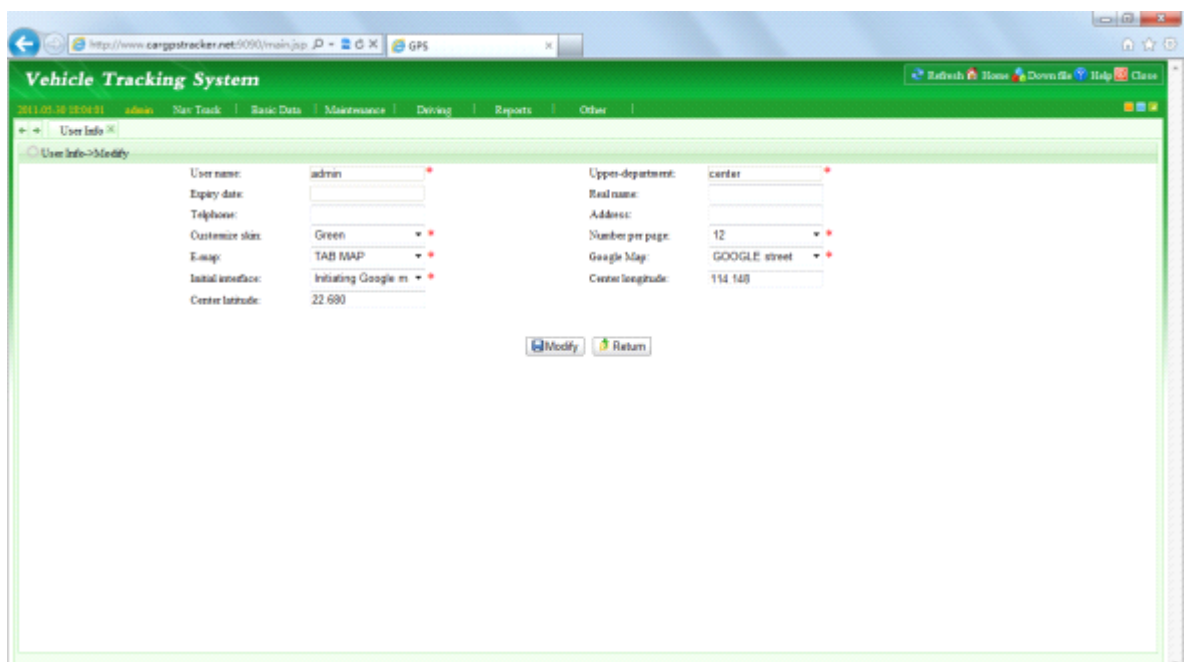 http://www.cargpstracker.net:9090/main.jsp
GPS
Vehicle Tracking System
Refresh Home Down file Help Close
admin Nav Track | Basic Data | Maintenance | Driving | Reports | Other |
User Info
User Info->Modify
User name: admin * Upper-department: center *
Expiry date: Real name:
Telphone: Address:
Customize skin: Green * Number per page: 12 *
E-map: TAB MAP * Google Map: GOOGLE street *
Initial interface: Initiating Google m * Center longitude: 114.148
Center latitude: 22.680
Modify Return